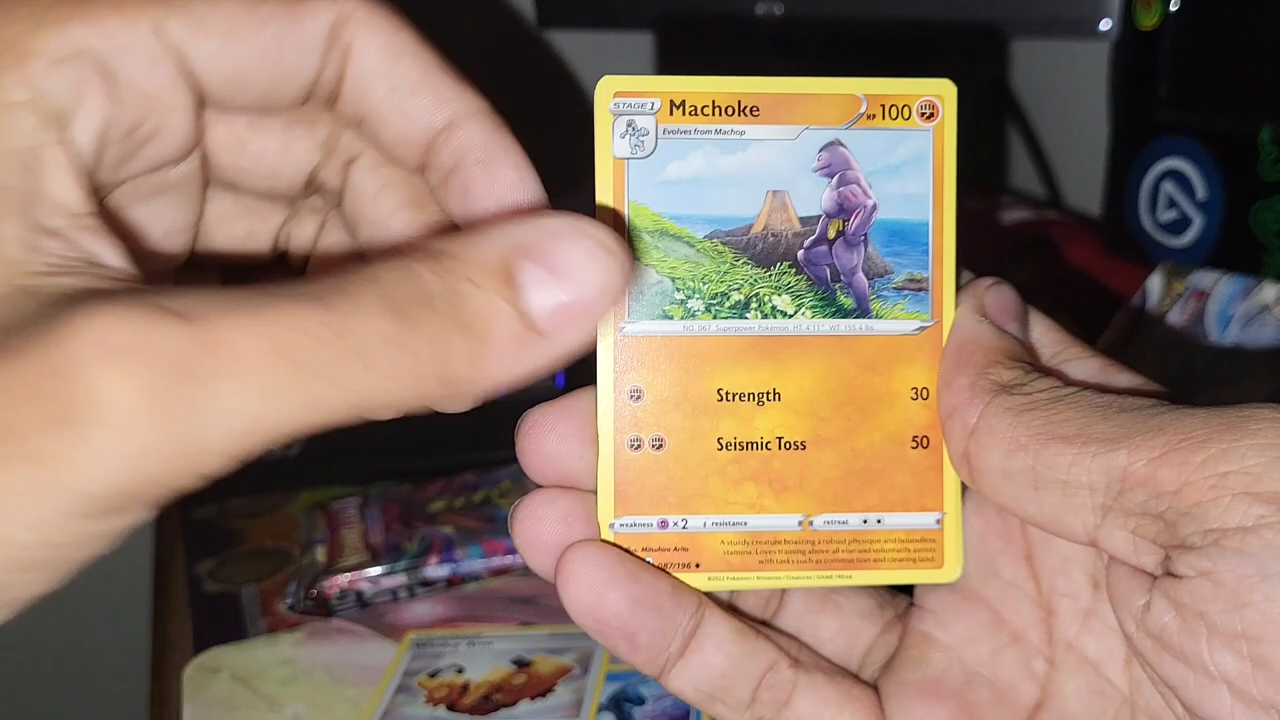 STAGE 1
Machoke
HP 100
Evolves from Machop
NO. 067 Superpower Pokémon HT: 4'11" WT: 155.4 lbs.
Strength 30
Seismic Toss 50
weakness ×2 resistance retreat
Mitsuhiro Arita
A sturdy creature boasting a robust physique and boundless
stamina. Loves training above all else and voluntarily assists
with tasks such as construction and clearing land.
087/196
©2022 Pokémon / Nintendo / Creatures / GAME FREAK